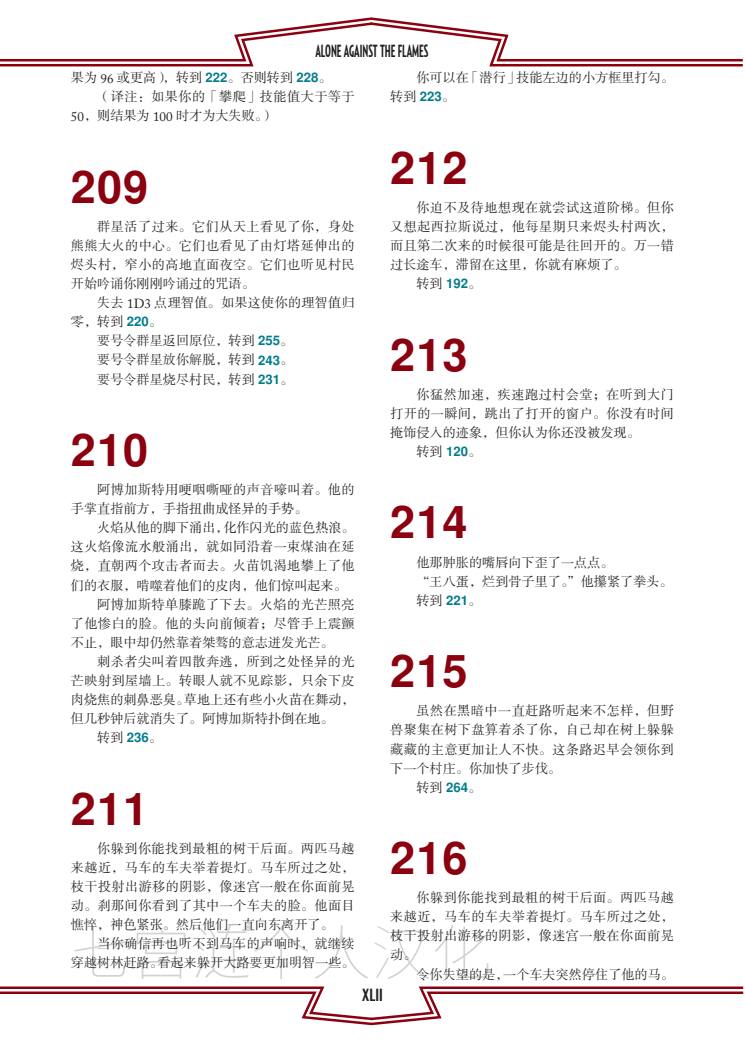 ALONE AGAINST THE FLAMES
果为 96 或更高），转到 222。否则转到 228。
（译注：如果你的「攀爬」技能值大于等于
50，则结果为 100 时才为大失败。）
209
群星活了过来。它们从天上看见了你，身处
熊熊大火的中心。它们也看见了由灯塔延伸出的
烬头村，窄小的高地直面夜空。它们也听见村民
开始吟诵你刚刚吟诵过的咒语。
失去 1D3 点理智值。如果这使你的理智值归
零，转到 220。
要号令群星返回原位，转到 255。
要号令群星放你解脱，转到 243。
要号令群星烧尽村民，转到 231。
210
阿博加斯特用哽咽嘶哑的声音嚎叫着。他的
手掌直指前方，手指扭曲成怪异的手势。
火焰从他的脚下涌出，化作闪光的蓝色热浪。
这火焰像流水般涌出，就如同沿着一束煤油在延
烧，直朝两个攻击者而去。火苗饥渴地攀上了他
们的衣服，啃噬着他们的皮肉，他们惊叫起来。
阿博加斯特单膝跪了下去。火焰的光芒照亮
了他惨白的脸。他的头向前倾着；尽管手上震颤
不止，眼中却仍然靠着桀骜的意志迸发光芒。
刺杀者尖叫着四散奔逃，所到之处怪异的光
芒映射到屋墙上。转眼人就不见踪影，只余下皮
肉烧焦的刺鼻恶臭。草地上还有些小火苗在舞动，
但几秒钟后就消失了。阿博加斯特扑倒在地。
转到 236。
211
你躲到你能找到最粗的树干后面。两匹马越
来越近，马车的车夫举着提灯。马车所过之处，
枝干投射出游移的阴影，像迷宫一般在你面前晃
动。刹那间你看到了其中一个车夫的脸。他面目
憔悴，神色紧张。然后他们一直向东离开了。
当你确信再也听不到马车的声响时，就继续
穿越树林赶路。看起来躲开大路要更加明智一些。
你可以在「潜行」技能左边的小方框里打勾。
转到 223。
212
你迫不及待地想现在就尝试这道阶梯。但你
又想起西拉斯说过，他每星期只来烬头村两次，
而且第二次来的时候很可能是往回开的。万一错
过长途车，滞留在这里，你就有麻烦了。
转到 192。
213
你猛然加速，疾速跑过村会堂；在听到大门
打开的一瞬间，跳出了打开的窗户。你没有时间
掩饰侵入的迹象，但你认为你还没被发现。
转到 120。
214
他那肿胀的嘴唇向下歪了一点点。
“王八蛋，烂到骨子里了。”他攥紧了拳头。
转到 221。
215
虽然在黑暗中一直赶路听起来不怎样，但野
兽聚集在树下盘算着杀了你，自己却在树上躲躲
藏藏的主意更加让人不快。这条路迟早会领你到
下一个村庄。你加快了步伐。
转到 264。
216
你躲到你能找到最粗的树干后面。两匹马越
来越近，马车的车夫举着提灯。马车所过之处，
枝干投射出游移的阴影，像迷宫一般在你面前晃
动。
令你失望的是，一个车夫突然停住了他的马。
XLII